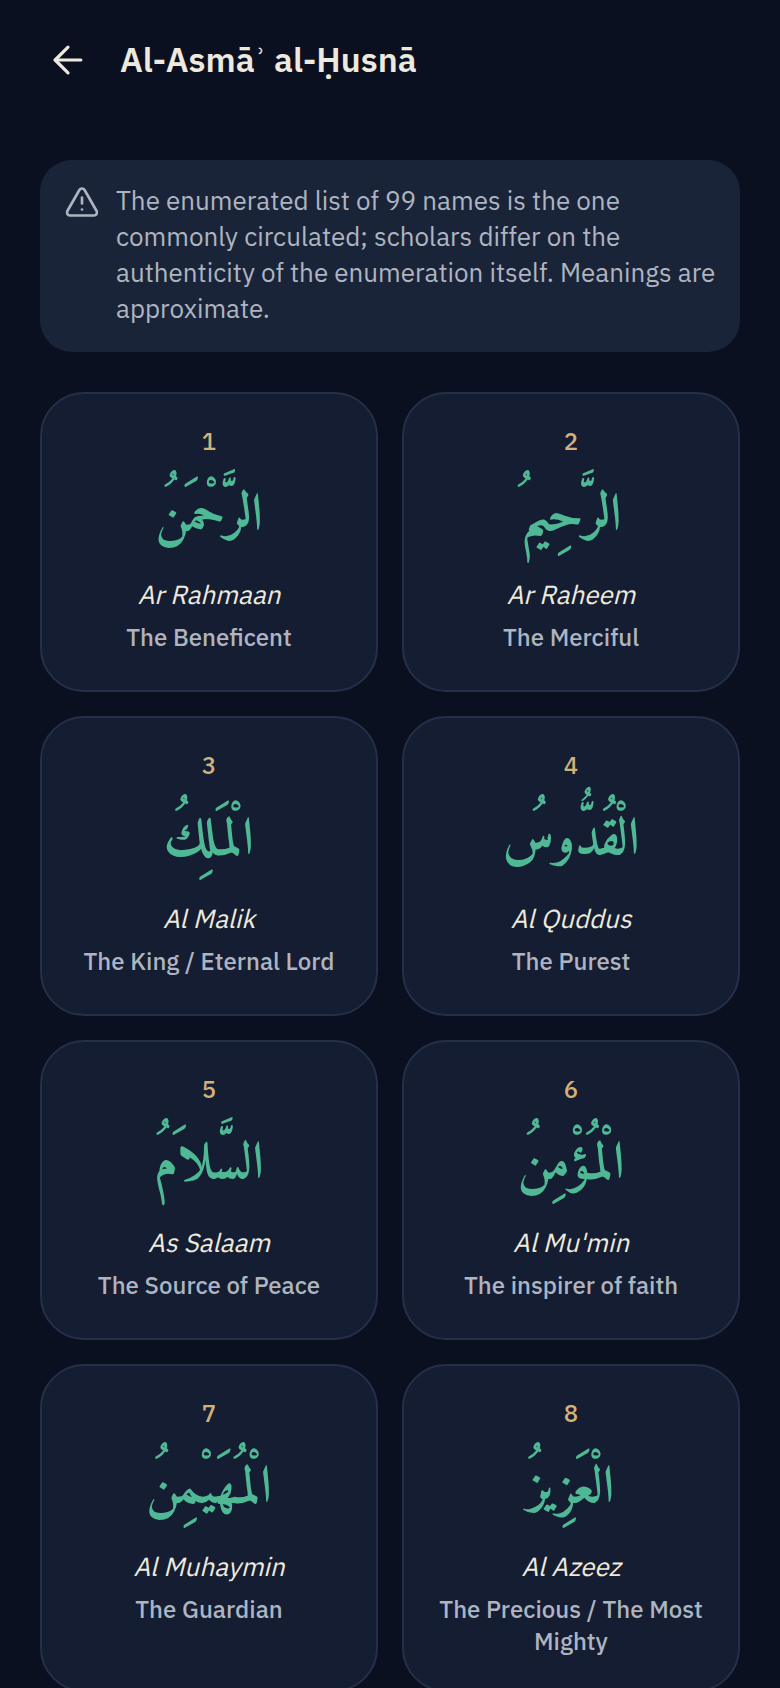 Al-Asmāʾ al-Ḥusnā
The enumerated list of 99 names is the one
commonly circulated; scholars differ on the
authenticity of the enumeration itself. Meanings are
approximate.
1
الرَّحْمَنُ
Ar Rahmaan
The Beneficent
2
الرَّحِيمُ
Ar Raheem
The Merciful
3
الْمَلِكُ
Al Malik
The King / Eternal Lord
4
الْقُدُّوسُ
Al Quddus
The Purest
5
السَّلاَمُ
As Salaam
The Source of Peace
6
الْمُؤْمِنُ
Al Mu'min
The inspirer of faith
7
الْمُهَيْمِنُ
Al Muhaymin
The Guardian
8
الْعَزِيزُ
Al Azeez
The Precious / The Most
Mighty